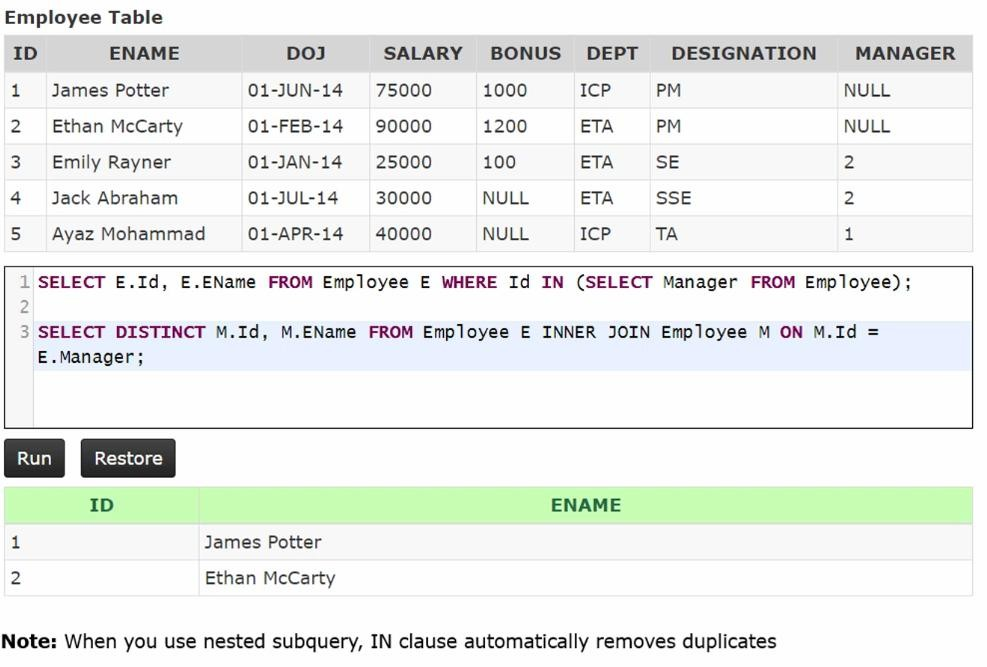 Employee Table
ID ENAME DOJ SALARY BONUS DEPT DESIGNATION MANAGER
1 James Potter 01-JUN-14 75000 1000 ICP PM NULL
2 Ethan McCarty 01-FEB-14 90000 1200 ETA PM NULL
3 Emily Rayner 01-JAN-14 25000 100 ETA SE 2
4 Jack Abraham 01-JUL-14 30000 NULL ETA SSE 2
5 Ayaz Mohammad 01-APR-14 40000 NULL ICP TA 1
1 SELECT E.Id, E.EName FROM Employee E WHERE Id IN (SELECT Manager FROM Employee);
2
3 SELECT DISTINCT M.Id, M.EName FROM Employee E INNER JOIN Employee M ON M.Id =
E.Manager;
Run Restore
ID ENAME
1 James Potter
2 Ethan McCarty
Note: When you use nested subquery, IN clause automatically removes duplicates